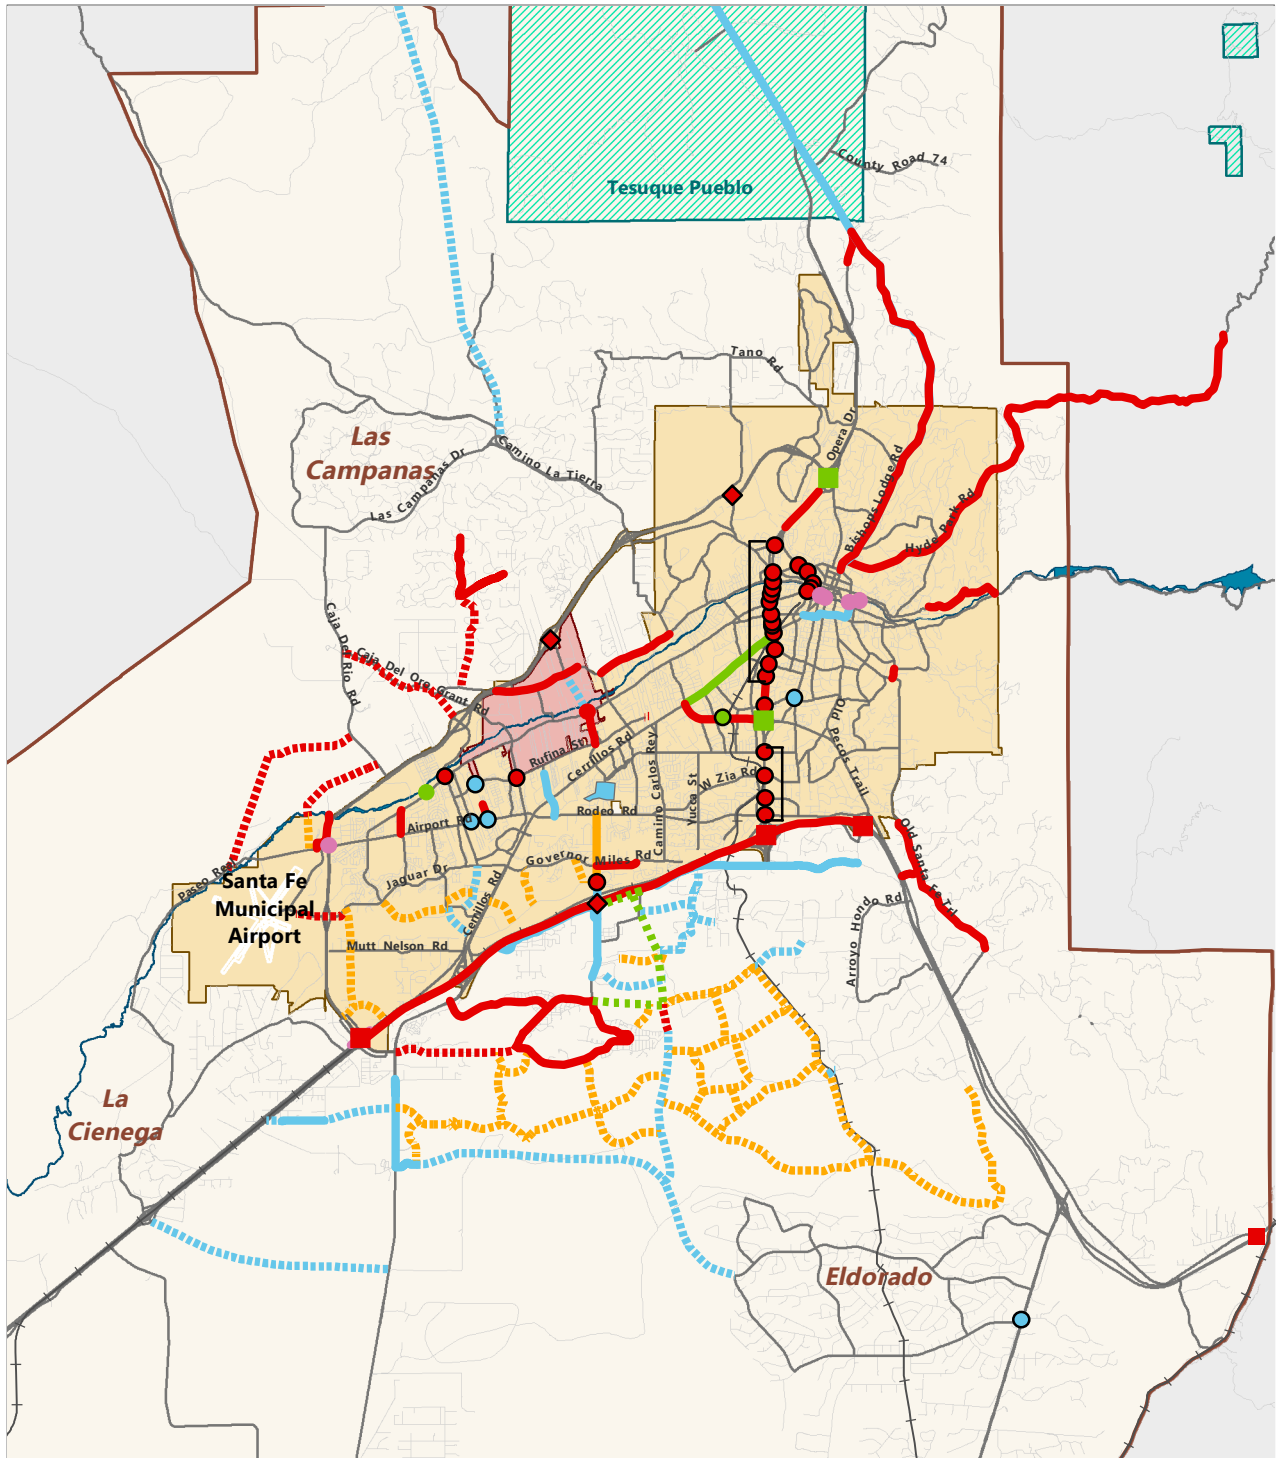 County Road 74
Tesuque Pueblo
Tano Rd
Opera Dr
Las
Campanas
Las Campanas Dr
Camino La Tierra
Bishops Lodge Rd
Hyde Park Rd
Caja Del Rio Rd
Caja Del Oro Grant Rd
Rufina St
Cerrillos Rd
Camino Carlos Rey
Yucca St
W Zia Rd
Old Pecos Trail
Airport Rd
Rodeo Rd
Governor Miles Rd
Jaguar Dr
Cerrillos Rd
Paseo Real
Santa Fe
Municipal
Airport
Mutt Nelson Rd
Old Santa Fe Trl
Arroyo Hondo Rd
La
Cienega
Eldorado